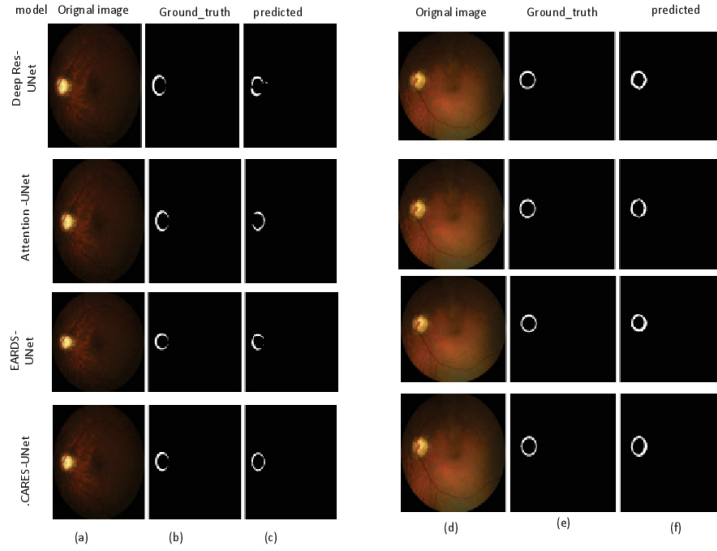 model Orignal image Ground_truth predicted Orignal image Ground_truth predicted
Deep Res-
UNet
Attention -UNet
EARDS-
UNet
.CARES-UNet
(a) (b) (c) (d) (e) (f)